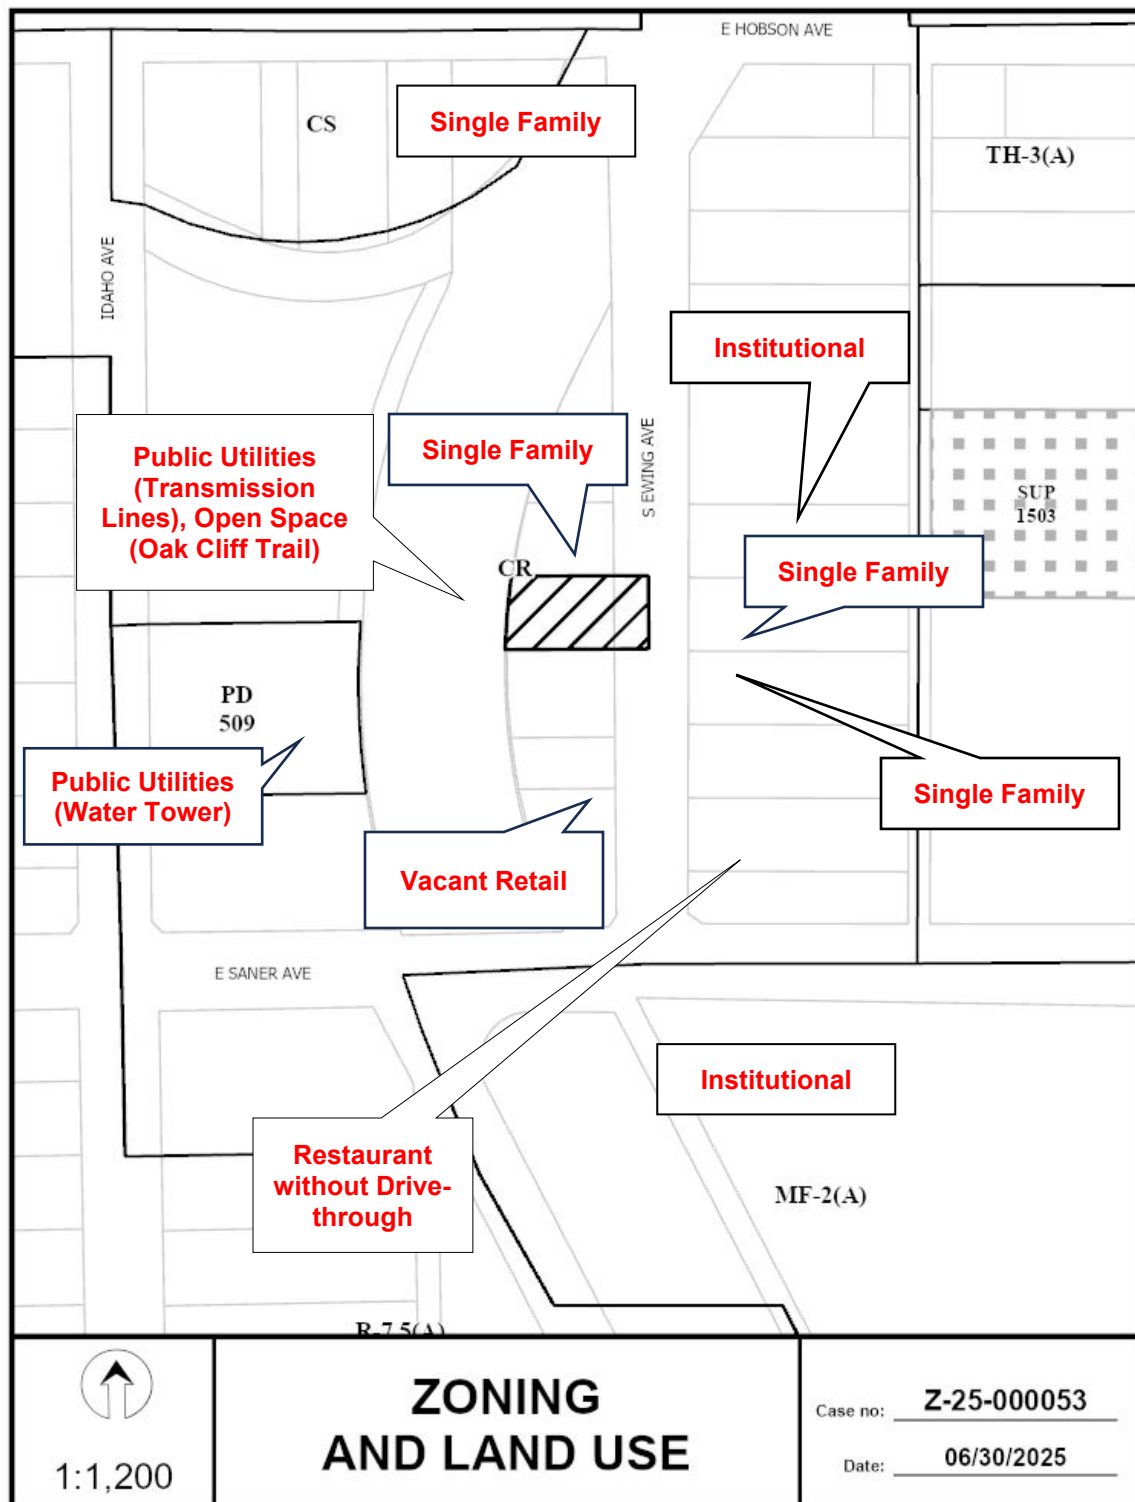 E HOBSON AVE
CS
Single Family
TH-3(A)
IDAHO AVE
Institutional
Public Utilities
(Transmission
Lines), Open Space
(Oak Cliff Trail)
Single Family
S EWING AVE
SUP
1503
CR
Single Family
PD
509
Public Utilities
(Water Tower)
Single Family
Vacant Retail
E SANER AVE
Institutional
Restaurant
without Drive-
through
MF-2(A)
R-7.5(A)
1:1,200
ZONING
AND LAND USE
Case no: Z-25-000053
Date: 06/30/2025